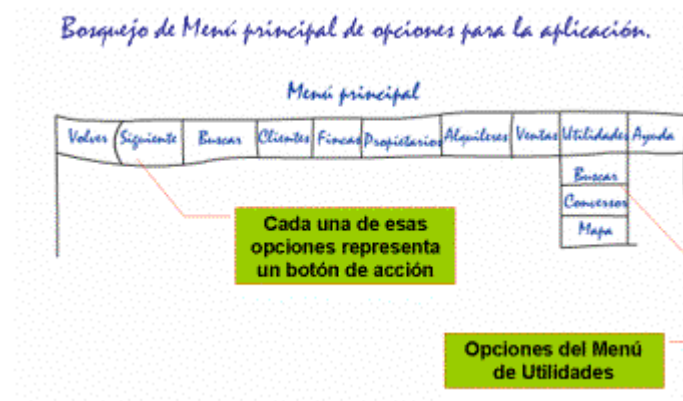 Bosquejo de Menú principal de opciones para la aplicación.
Menú principal
Volver Siguiente Buscar Clientes Fincas Propietarios Alquileres Ventas Utilidades Ayuda
Buscar
Conversor
Mapa
Cada una de esas
opciones representa
un botón de acción
Opciones del Menú
de Utilidades